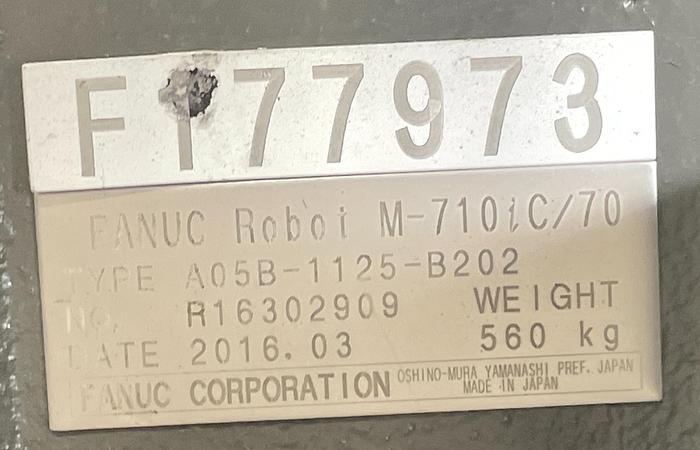 F177973
FANUC Robot M-710iC/70
TYPE A05B-1125-B202
NO. R16302909 WEIGHT
DATE 2016.03 560 kg
FANUC CORPORATION OSHINO-MURA YAMANASHI PREF. JAPAN
MADE IN JAPAN